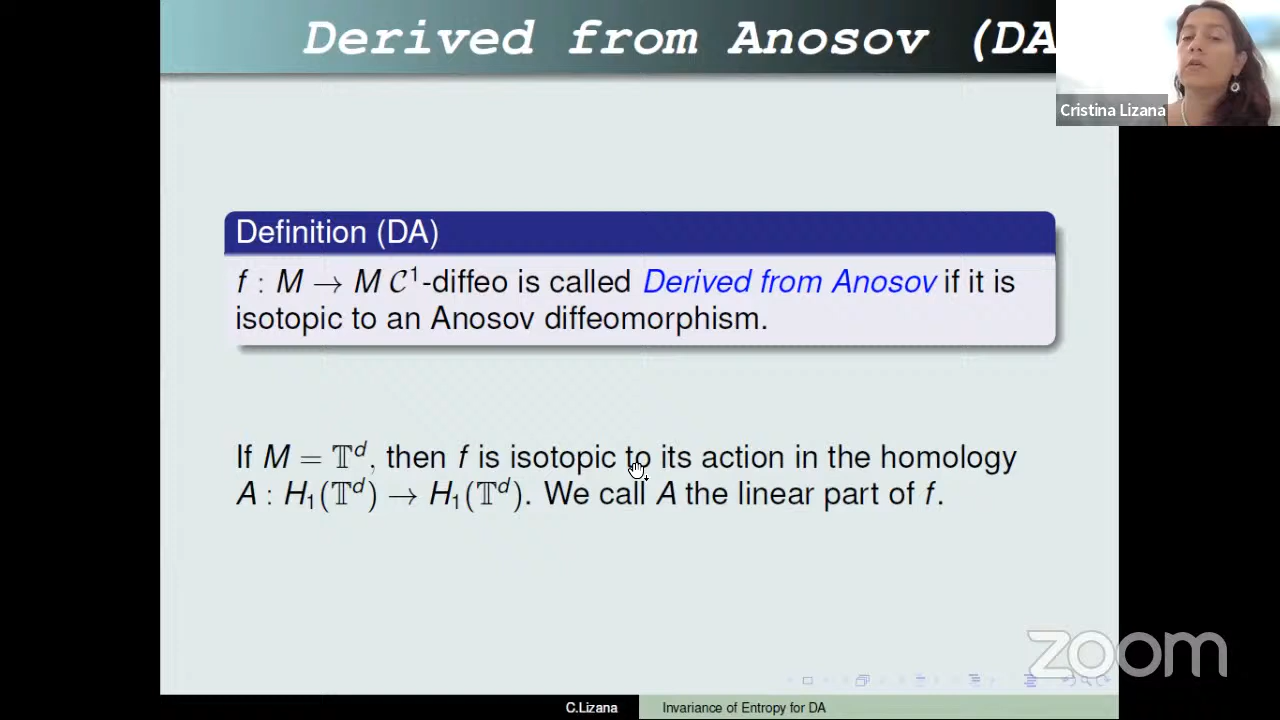 Derived from Anosov (DA
Cristina Lizana
Definition (DA)
f : M → M C¹-diffeo is called Derived from Anosov if it is
isotopic to an Anosov diffeomorphism.
If M = 𝕋ᵈ, then f is isotopic to its action in the homology
A : H₁(𝕋ᵈ) → H₁(𝕋ᵈ). We call A the linear part of f.
zoom
C.Lizana
Invariance of Entropy for DA